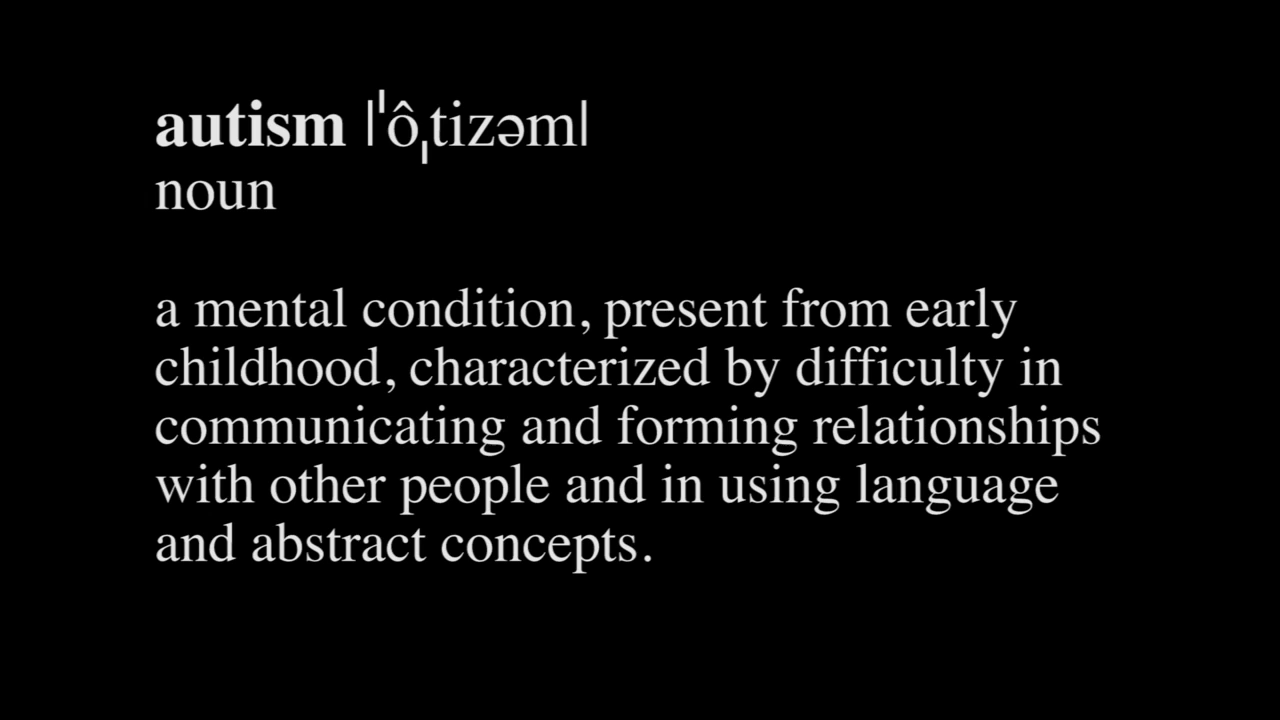 autism |ˈôˌtizəm|
noun
a mental condition, present from early
childhood, characterized by difficulty in
communicating and forming relationships
with other people and in using language
and abstract concepts.